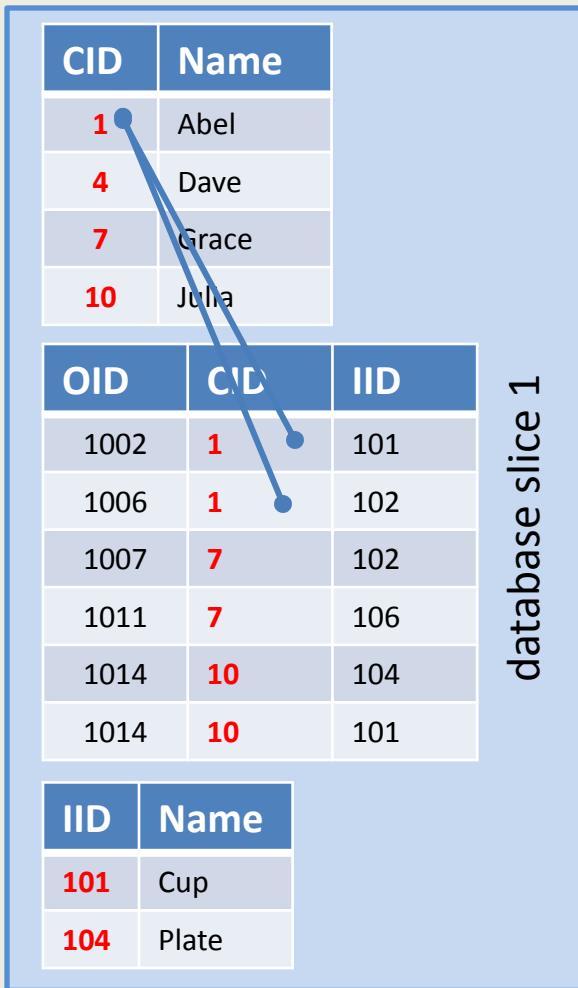 CID Name
1 Abel
4 Dave
7 Grace
10 Julia
OID CID IID
1002 1 101
1006 1 102
1007 7 102
1011 7 106
1014 10 104
1014 10 101
database slice 1
IID Name
101 Cup
104 Plate